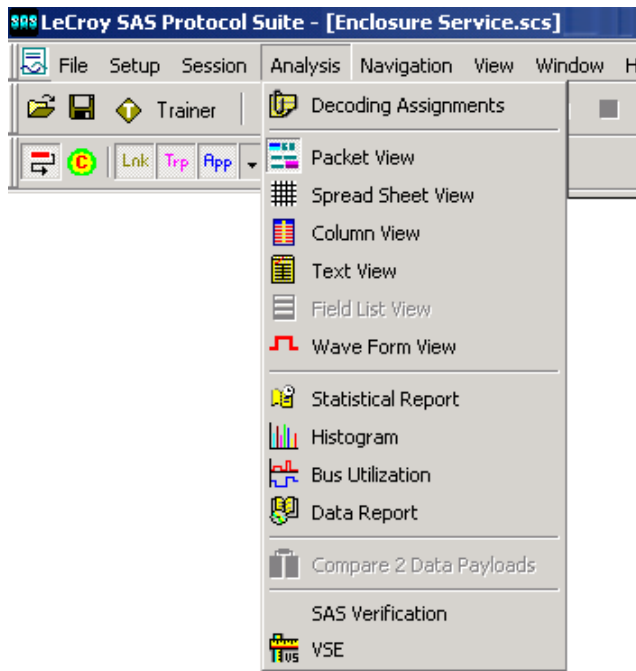 SAS LeCroy SAS Protocol Suite - [Enclosure Service.scs]
File Setup Session Analysis Navigation View Window H
Trainer
Lnk Trp App
Decoding Assignments
Packet View
Spread Sheet View
Column View
Text View
Field List View
Wave Form View
Statistical Report
Histogram
Bus Utilization
Data Report
Compare 2 Data Payloads
SAS Verification
VSE